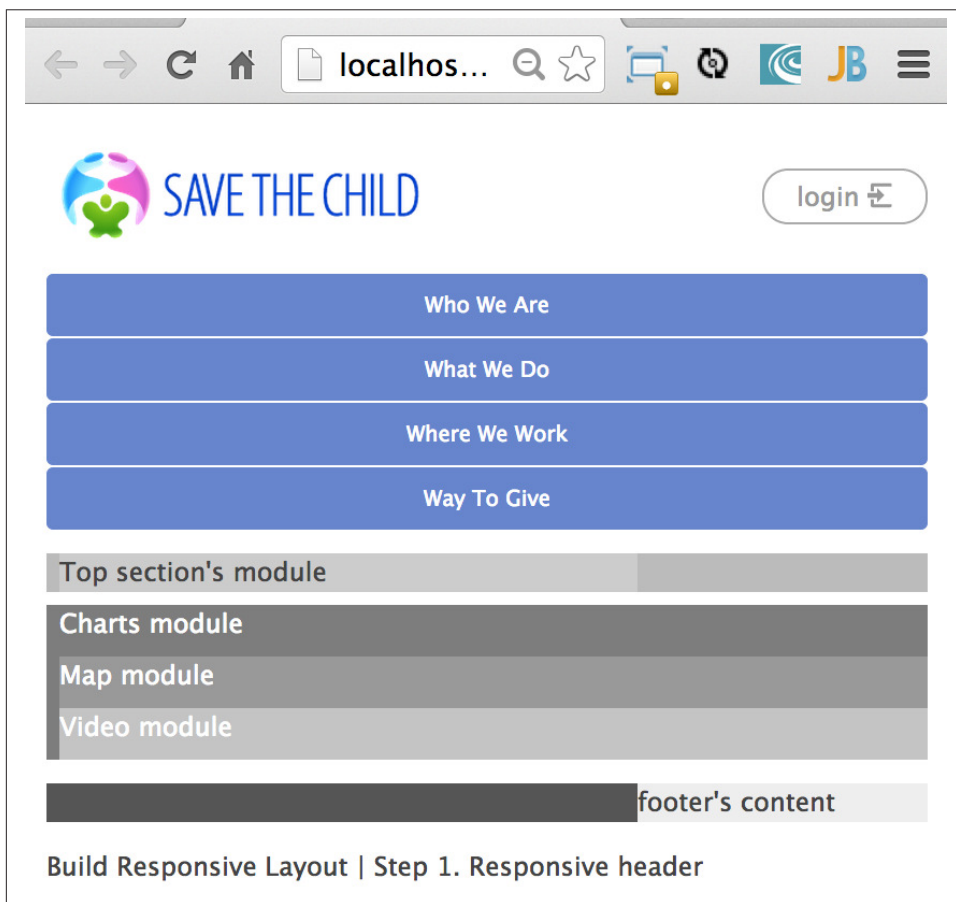 localhos...
JB
SAVE THE CHILD
login
Who We Are
What We Do
Where We Work
Way To Give
Top section's module
Charts module
Map module
Video module
footer's content
Build Responsive Layout | Step 1. Responsive header